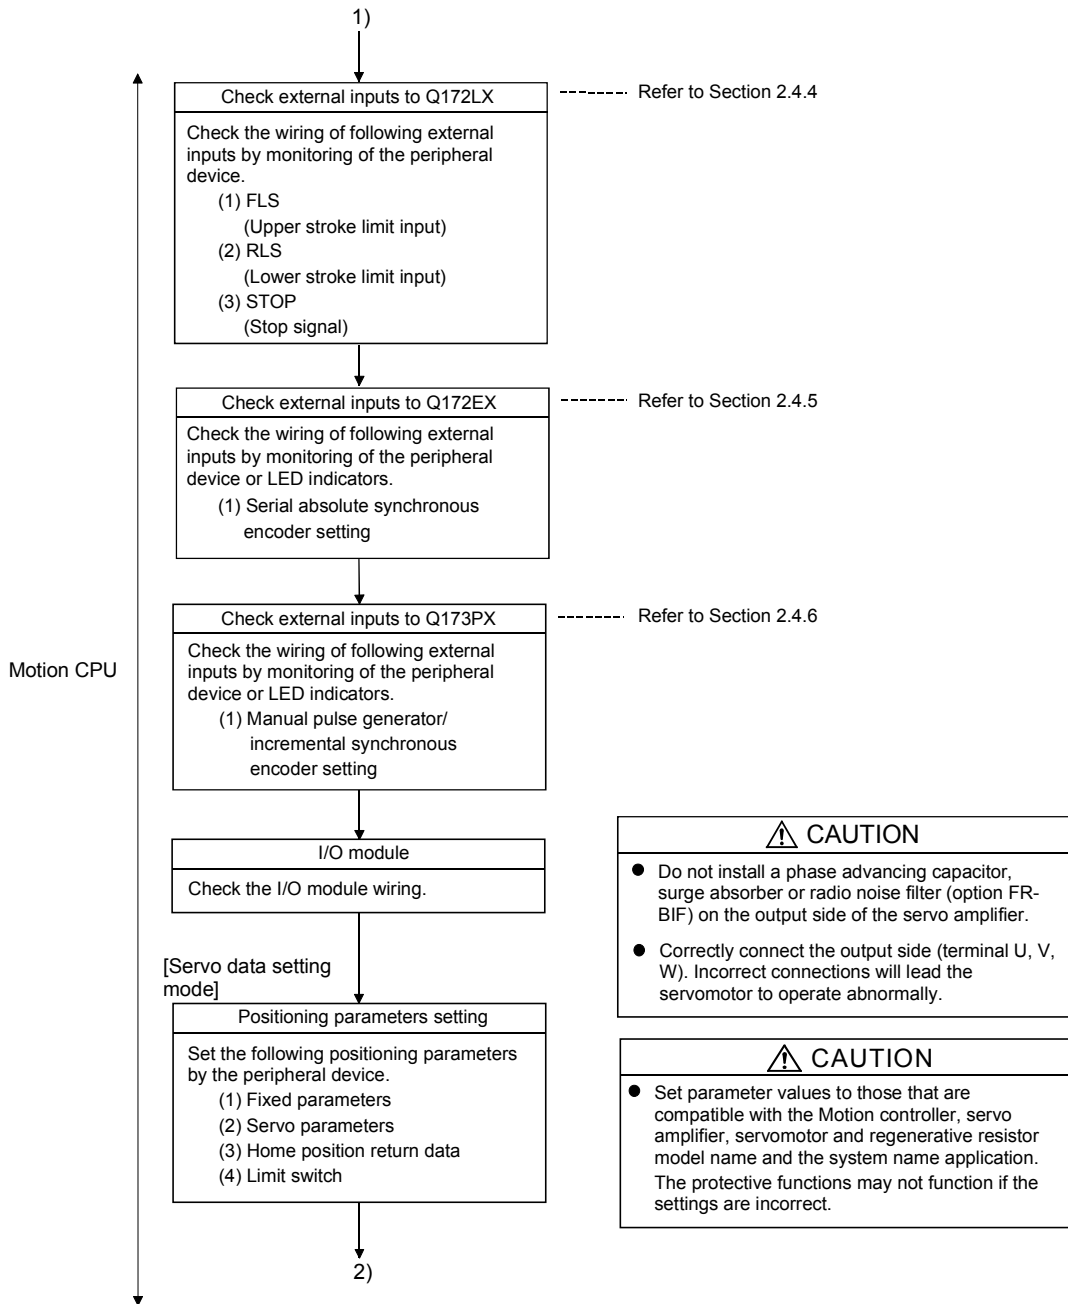 1)
Check external inputs to Q172LX
Refer to Section 2.4.4
Check the wiring of following external
inputs by monitoring of the peripheral
device.
(1) FLS
(Upper stroke limit input)
(2) RLS
(Lower stroke limit input)
(3) STOP
(Stop signal)
Check external inputs to Q172EX
Refer to Section 2.4.5
Check the wiring of following external
inputs by monitoring of the peripheral
device or LED indicators.
(1) Serial absolute synchronous
encoder setting
Check external inputs to Q173PX
Refer to Section 2.4.6
Check the wiring of following external
inputs by monitoring of the peripheral
device or LED indicators.
(1) Manual pulse generator/
incremental synchronous
encoder setting
Motion CPU
I/O module
Check the I/O module wiring.
[Servo data setting
mode]
Positioning parameters setting
Set the following positioning parameters
by the peripheral device.
(1) Fixed parameters
(2) Servo parameters
(3) Home position return data
(4) Limit switch
2)
CAUTION
● Do not install a phase advancing capacitor,
surge absorber or radio noise filter (option FR-
BIF) on the output side of the servo amplifier.
● Correctly connect the output side (terminal U, V,
W). Incorrect connections will lead the
servomotor to operate abnormally.
CAUTION
● Set parameter values to those that are
compatible with the Motion controller, servo
amplifier, servomotor and regenerative resistor
model name and the system name application.
The protective functions may not function if the
settings are incorrect.